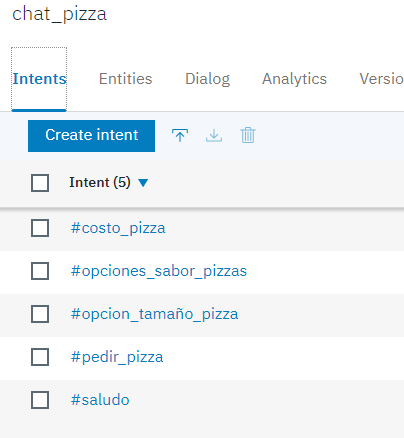 chat_pizza
Intents Entities Dialog Analytics Versio
Create intent
Intent (5)
#costo_pizza
#opciones_sabor_pizzas
#opcion_tamaño_pizza
#pedir_pizza
#saludo